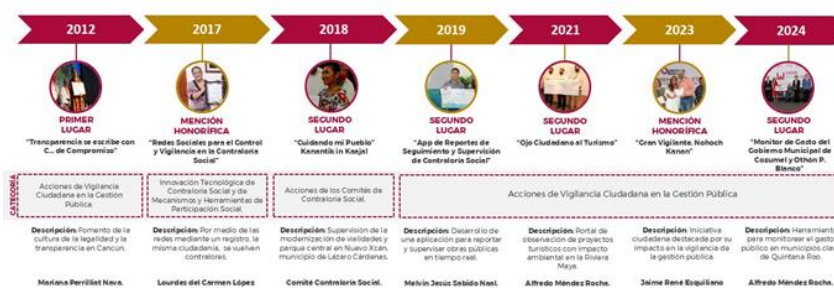 2012
2017
2018
2019
2021
2023
2024
PRIMER
LUGAR
"Transparencia se escribe con
C... de Compromiso"
MENCIÓN
HONORÍFICA
"Redes Sociales para el Control
y Vigilancia en la Contraloría
Social"
SEGUNDO
LUGAR
"Cuidando mi Pueblo"
Kanantik in Kaajal
SEGUNDO
LUGAR
"App de Reportes de
Seguimiento y Supervisión
de Contraloría Social"
SEGUNDO
LUGAR
"Ojo Ciudadano al Turismo"
MENCIÓN
HONORÍFICA
"Gran Vigilante, Nohoch
Kanan"
SEGUNDO
LUGAR
"Monitor de Gasto del
Gobierno Municipal de
Cozumel y Othón P.
Blanco"
CATEGORÍA
Acciones de Vigilancia
Ciudadana en la Gestión
Pública.
Innovación Tecnológica de
Contraloría Social y de
Mecanismos y Herramientas de
Participación Social.
Acciones de los Comités de
Contraloría Social.
Acciones de Vigilancia Ciudadana en la Gestión Pública
Descripción: Fomento de la
cultura de la legalidad y la
transparencia en Cancún.
Descripción: Por medio de las
redes mediante un registro, la
misma ciudadanía, se vuelven
contralores.
Descripción: Supervisión de la
modernización de vialidades y
parque central en Nuevo Xcán,
municipio de Lázaro Cárdenas.
Descripción: Desarrollo de
una aplicación para reportar
y supervisar obras públicas
en tiempo real.
Descripción: Portal de
observación de proyectos
turísticos con impacto
ambiental en la Riviera
Maya.
Descripción: Iniciativa
ciudadana destacada por su
impacto en la vigilancia de
la gestión pública.
Descripción: Herramienta
para monitorear el gasto
público en municipios clave
de Quintana Roo.
Mariana Perrilliat Nava.
Lourdes del Carmen López
Comité Contraloría Social.
Melvin Jesús Sabido Nasl.
Alfredo Méndez Rocha.
Jaime René Esquiliano
Alfredo Méndez Rocha.